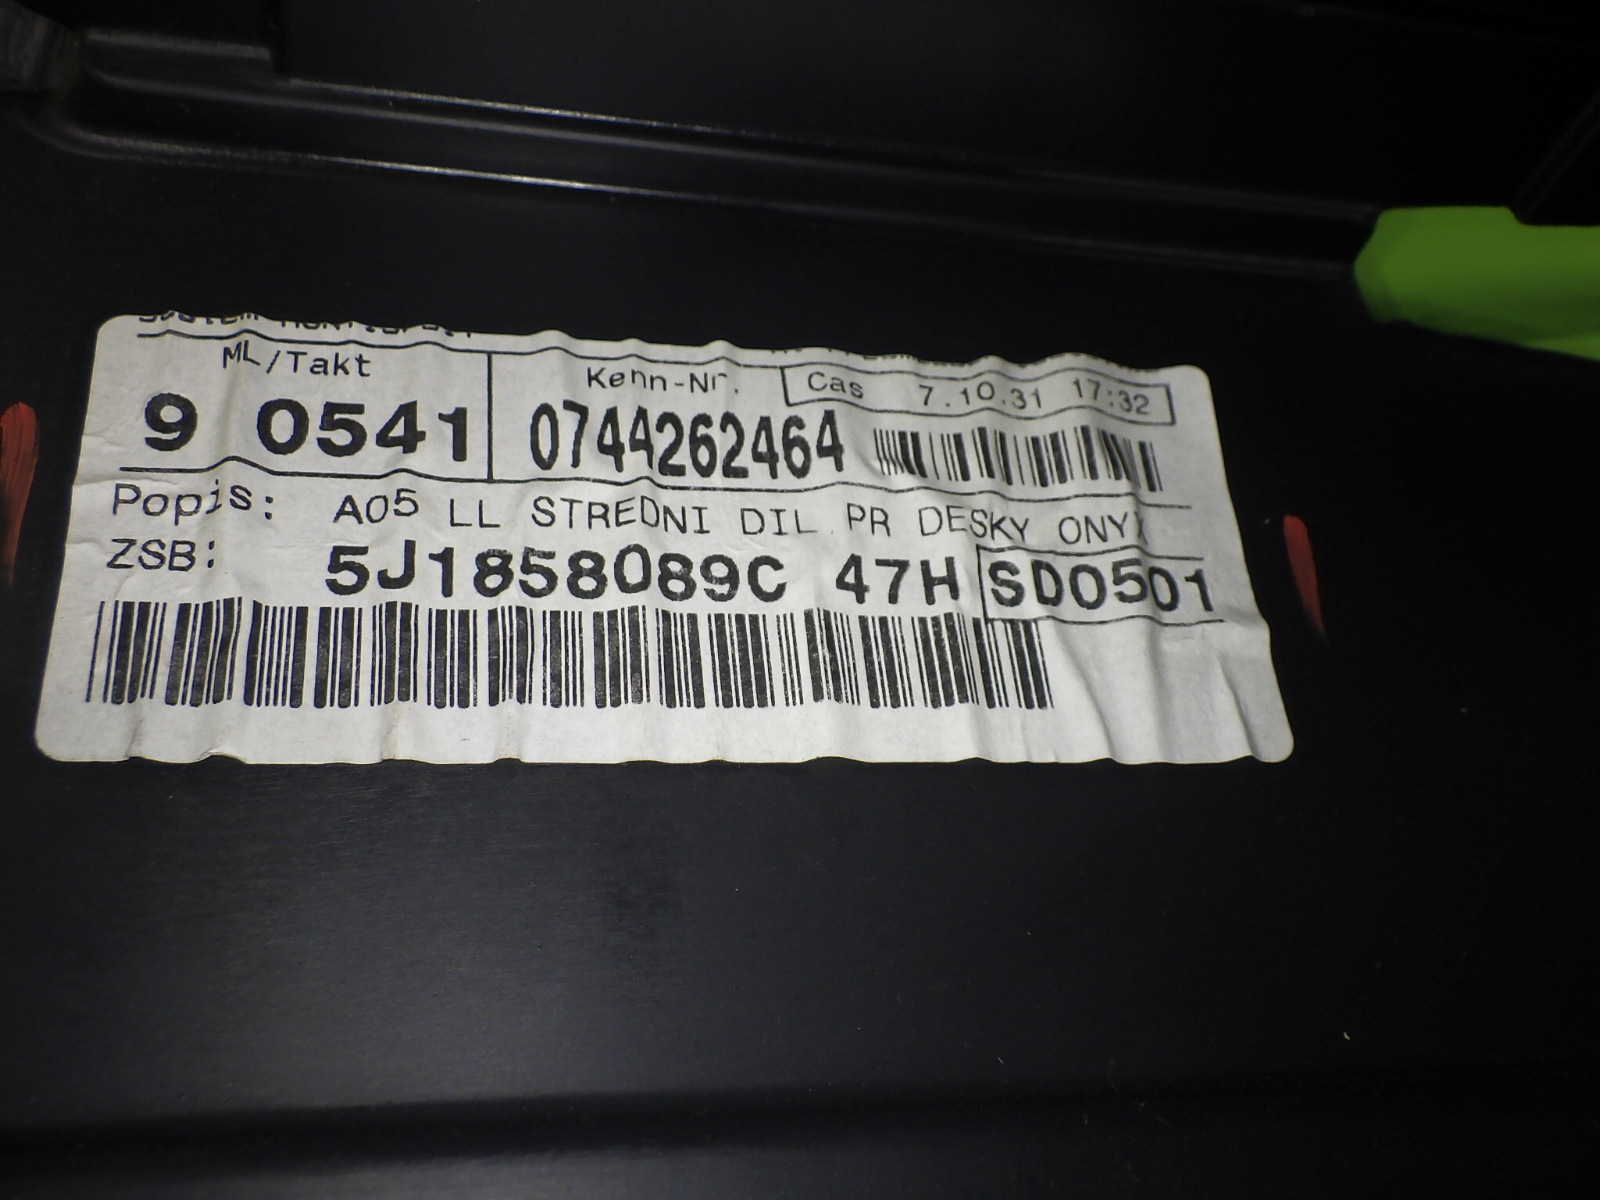 ML/Takt
Kenn-Nr.
Cas 7.10.31 17:32
9 0541
0744262464
Popis: A05 LL STREDNI DIL PR DESKY ONYX
ZSB: 5J1858089C 47H SD0501